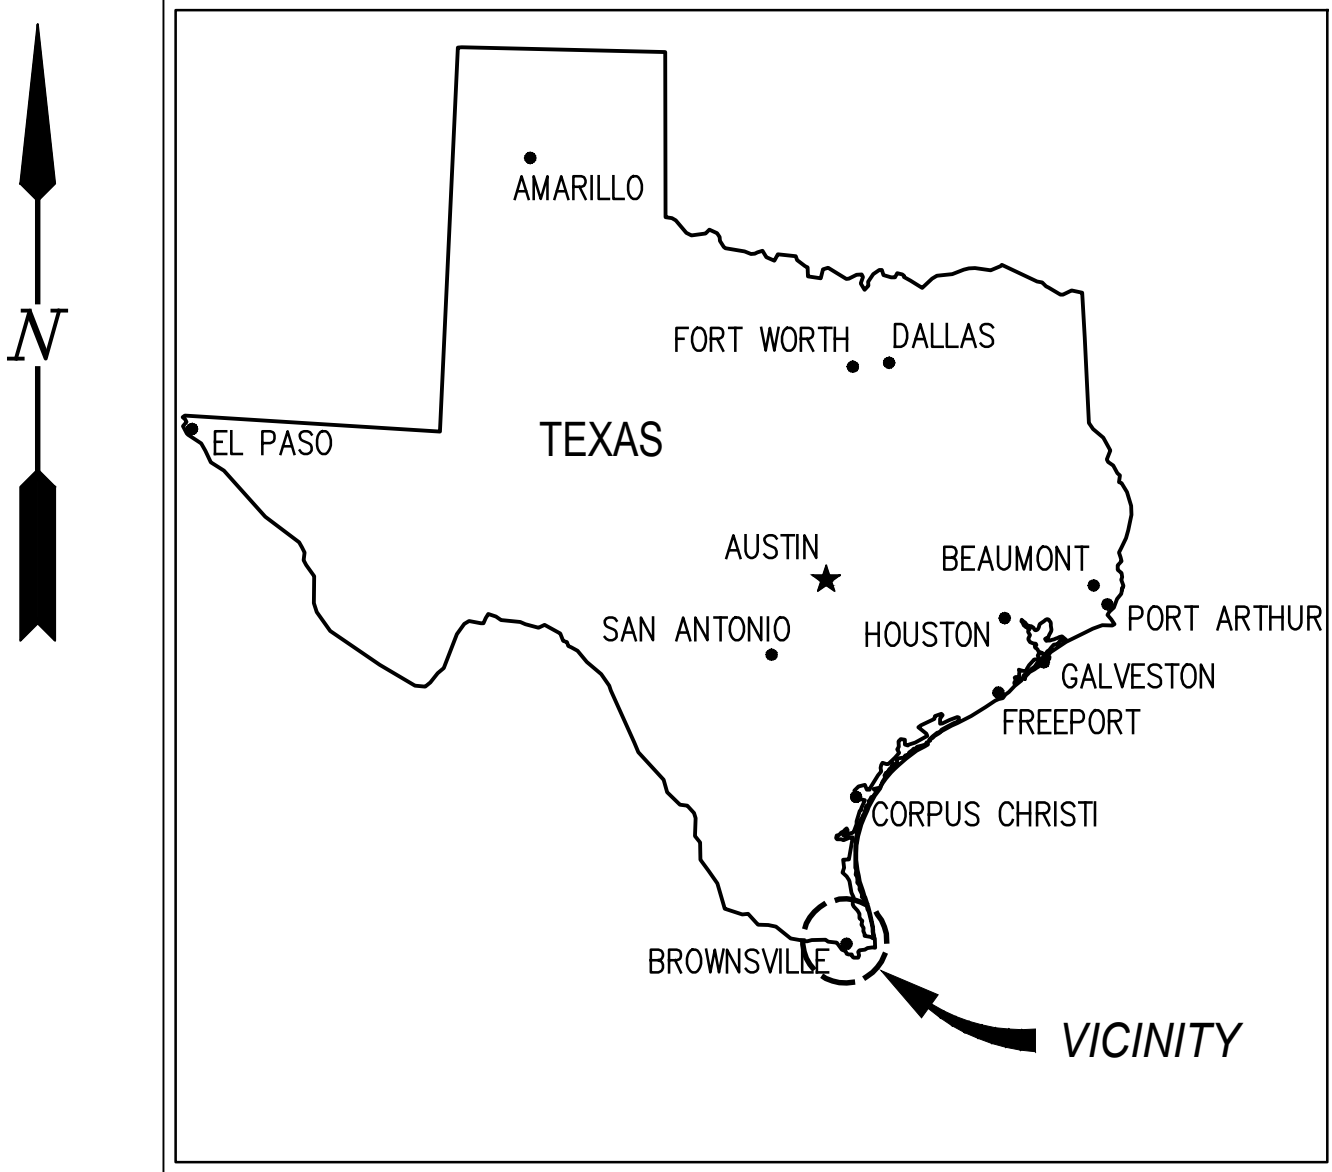 AMARILLO
N
FORT WORTH
DALLAS
EL PASO
TEXAS
AUSTIN
BEAUMONT
SAN ANTONIO
HOUSTON
PORT ARTHUR
GALVESTON
FREEPORT
CORPUS CHRISTI
BROWNSVILLE
VICINITY